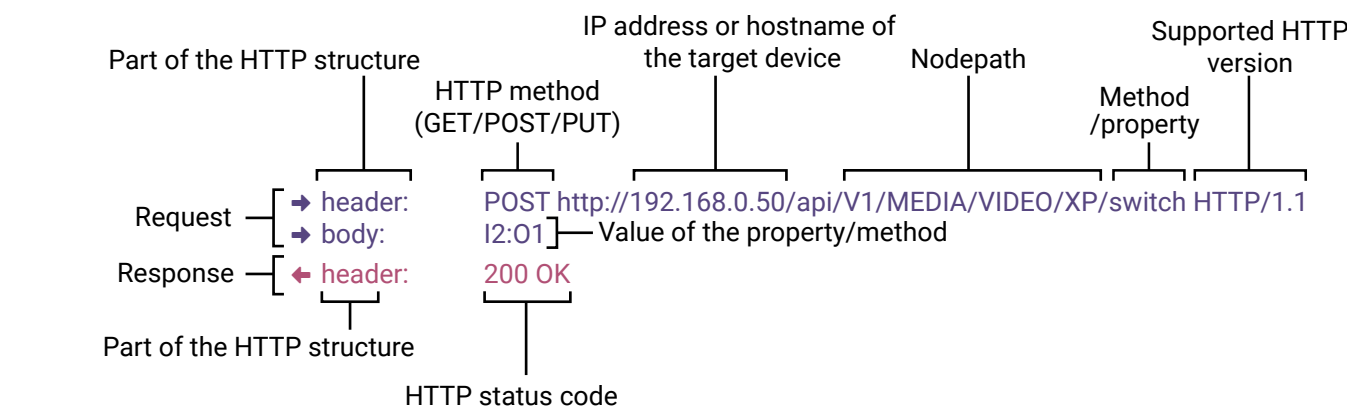 IP address or hostname of
the target device
Supported HTTP
version
Part of the HTTP structure
Nodepath
HTTP method
(GET/POST/PUT)
Method
/property
Request
➔ header: POST http://192.168.0.50/api/V1/MEDIA/VIDEO/XP/switch HTTP/1.1
➔ body: I2:O1
Value of the property/method
Response
🡰 header: 200 OK
Part of the HTTP structure
HTTP status code